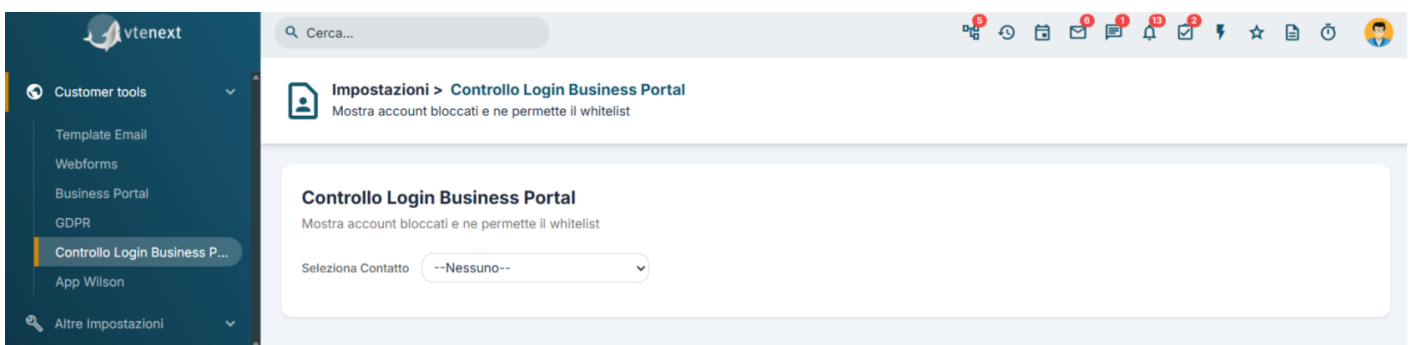 vtenext
Cerca...
5
6
1
13
2
Customer tools
Template Email
Webforms
Business Portal
GDPR
Controllo Login Business P...
App Wilson
Altre Impostazioni
Impostazioni > Controllo Login Business Portal
Mostra account bloccati e ne permette il whitelist
Controllo Login Business Portal
Mostra account bloccati e ne permette il whitelist
Seleziona Contatto --Nessuno--